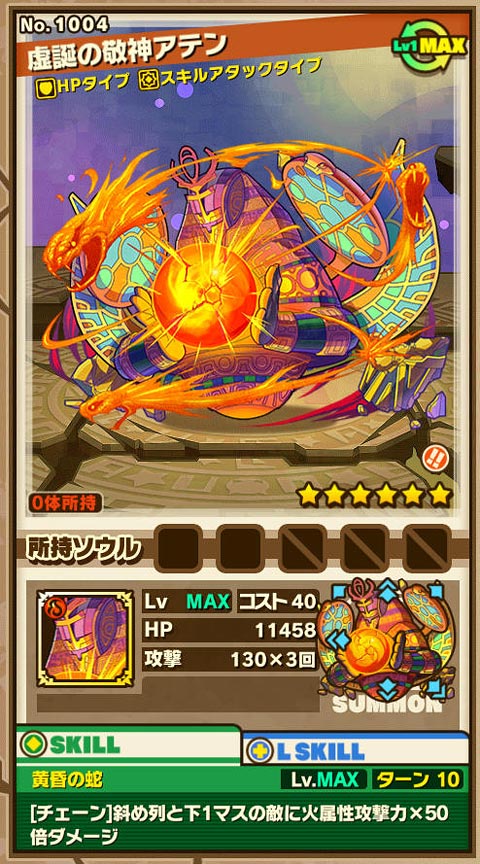 No. 1004
虚誕の敬神アテン
Lv1 MAX
HPタイプ スキルアタックタイプ
!!
0体所持
所持ソウル
Lv MAX コスト 40
HP 11458
攻撃 130×3回
SUMMON
SKILL
L SKILL
黄昏の蛇 Lv.MAX ターン 10
[チェーン]斜め列と下1マスの敵に火属性攻撃力×50
倍ダメージ